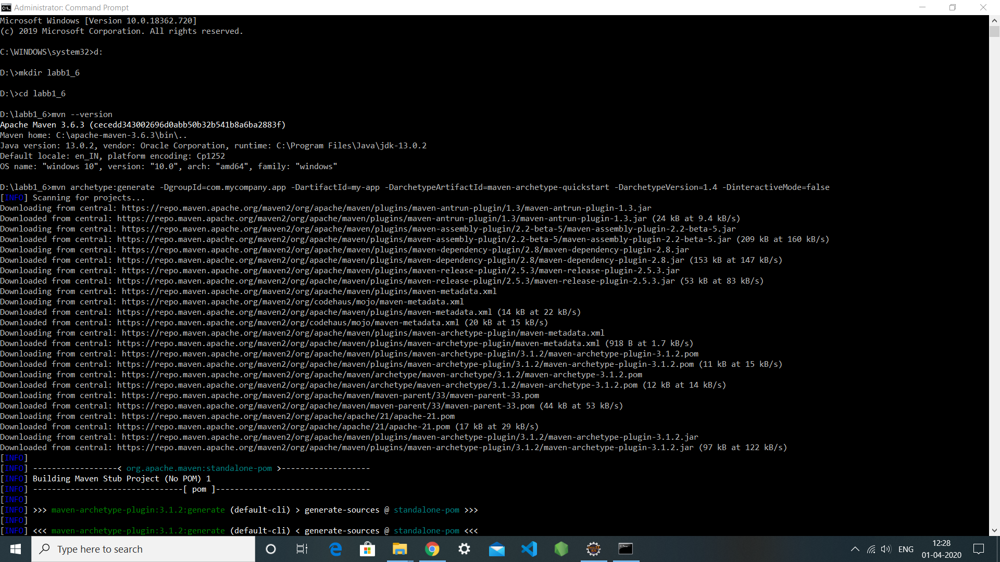 Administrator: Command Prompt
Microsoft Windows [Version 10.0.18362.720]
(c) 2019 Microsoft Corporation. All rights reserved.
C:\WINDOWS\system32>d:
D:\>mkdir labb1_6
D:\>cd labb1_6
D:\labb1_6>mvn --version
Apache Maven 3.6.3 (cecedd343002696d0abb50b32b541b8a6ba2883f)
Maven home: C:\apache-maven-3.6.3\bin\..
Java version: 13.0.2, vendor: Oracle Corporation, runtime: C:\Program Files\Java\jdk-13.0.2
Default locale: en_IN, platform encoding: Cp1252
OS name: "windows 10", version: "10.0", arch: "amd64", family: "windows"
D:\labb1_6>mvn archetype:generate -DgroupId=com.mycompany.app -DartifactId=my-app -DarchetypeArtifactId=maven-archetype-quickstart -DarchetypeVersion=1.4 -DinteractiveMode=false
[INFO] Scanning for projects...
Downloading from central: https://repo.maven.apache.org/maven2/org/apache/maven/plugins/maven-antrun-plugin/1.3/maven-antrun-plugin-1.3.jar
Downloaded from central: https://repo.maven.apache.org/maven2/org/apache/maven/plugins/maven-antrun-plugin/1.3/maven-antrun-plugin-1.3.jar (24 kB at 9.4 kB/s)
Downloading from central: https://repo.maven.apache.org/maven2/org/apache/maven/plugins/maven-assembly-plugin/2.2-beta-5/maven-assembly-plugin-2.2-beta-5.jar
Downloaded from central: https://repo.maven.apache.org/maven2/org/apache/maven/plugins/maven-assembly-plugin/2.2-beta-5/maven-assembly-plugin-2.2-beta-5.jar (209 kB at 160 kB/s)
Downloading from central: https://repo.maven.apache.org/maven2/org/apache/maven/plugins/maven-dependency-plugin/2.8/maven-dependency-plugin-2.8.jar
Downloaded from central: https://repo.maven.apache.org/maven2/org/apache/maven/plugins/maven-dependency-plugin/2.8/maven-dependency-plugin-2.8.jar (153 kB at 147 kB/s)
Downloading from central: https://repo.maven.apache.org/maven2/org/apache/maven/plugins/maven-release-plugin/2.5.3/maven-release-plugin-2.5.3.jar
Downloaded from central: https://repo.maven.apache.org/maven2/org/apache/maven/plugins/maven-release-plugin/2.5.3/maven-release-plugin-2.5.3.jar (53 kB at 83 kB/s)
Downloading from central: https://repo.maven.apache.org/maven2/org/apache/maven/plugins/maven-metadata.xml
Downloading from central: https://repo.maven.apache.org/maven2/org/codehaus/mojo/maven-metadata.xml
Downloaded from central: https://repo.maven.apache.org/maven2/org/apache/maven/plugins/maven-metadata.xml (14 kB at 22 kB/s)
Downloaded from central: https://repo.maven.apache.org/maven2/org/codehaus/mojo/maven-metadata.xml (20 kB at 15 kB/s)
Downloading from central: https://repo.maven.apache.org/maven2/org/apache/maven/plugins/maven-archetype-plugin/maven-metadata.xml
Downloaded from central: https://repo.maven.apache.org/maven2/org/apache/maven/plugins/maven-archetype-plugin/maven-metadata.xml (918 B at 1.7 kB/s)
Downloading from central: https://repo.maven.apache.org/maven2/org/apache/maven/plugins/maven-archetype-plugin/3.1.2/maven-archetype-plugin-3.1.2.pom
Downloaded from central: https://repo.maven.apache.org/maven2/org/apache/maven/plugins/maven-archetype-plugin/3.1.2/maven-archetype-plugin-3.1.2.pom (11 kB at 15 kB/s)
Downloading from central: https://repo.maven.apache.org/maven2/org/apache/maven/archetype/maven-archetype/3.1.2/maven-archetype-3.1.2.pom
Downloaded from central: https://repo.maven.apache.org/maven2/org/apache/maven/archetype/maven-archetype/3.1.2/maven-archetype-3.1.2.pom (12 kB at 14 kB/s)
Downloading from central: https://repo.maven.apache.org/maven2/org/apache/maven/maven-parent/33/maven-parent-33.pom
Downloaded from central: https://repo.maven.apache.org/maven2/org/apache/maven/maven-parent/33/maven-parent-33.pom (44 kB at 53 kB/s)
Downloading from central: https://repo.maven.apache.org/maven2/org/apache/apache/21/apache-21.pom
Downloaded from central: https://repo.maven.apache.org/maven2/org/apache/apache/21/apache-21.pom (17 kB at 29 kB/s)
Downloading from central: https://repo.maven.apache.org/maven2/org/apache/maven/plugins/maven-archetype-plugin/3.1.2/maven-archetype-plugin-3.1.2.jar
Downloaded from central: https://repo.maven.apache.org/maven2/org/apache/maven/plugins/maven-archetype-plugin/3.1.2/maven-archetype-plugin-3.1.2.jar (97 kB at 122 kB/s)
[INFO]
[INFO] ------------------< org.apache.maven:standalone-pom >-------------------
[INFO] Building Maven Stub Project (No POM) 1
[INFO] --------------------------------[ pom ]---------------------------------
[INFO]
[INFO] >>> maven-archetype-plugin:3.1.2:generate (default-cli) > generate-sources @ standalone-pom >>>
[INFO]
[INFO] <<< maven-archetype-plugin:3.1.2:generate (default-cli) < generate-sources @ standalone-pom <<<
Type here to search
ENG
12:28
01-04-2020